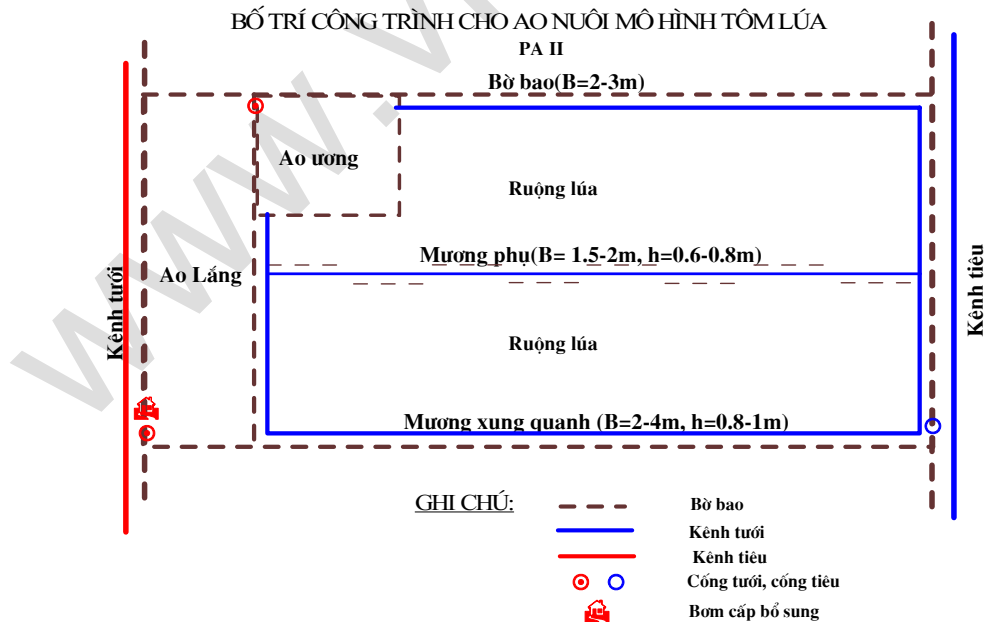 BỐ TRÍ CÔNG TRÌNH CHO AO NUÔI MÔ HÌNH TÔM LÚA
PA II
Bờ bao(B=2-3m)
Ao ương
Ruộng lúa
Mương phụ(B= 1.5-2m, h=0.6-0.8m)
Ao Lắng
Kênh tưới
Kênh tiêu
Ruộng lúa
Mương xung quanh (B=2-4m, h=0.8-1m)
GHI CHÚ:
Bờ bao
Kênh tưới
Kênh tiêu
Cống tưới, cống tiêu
Bơm cấp bổ sung
www.v